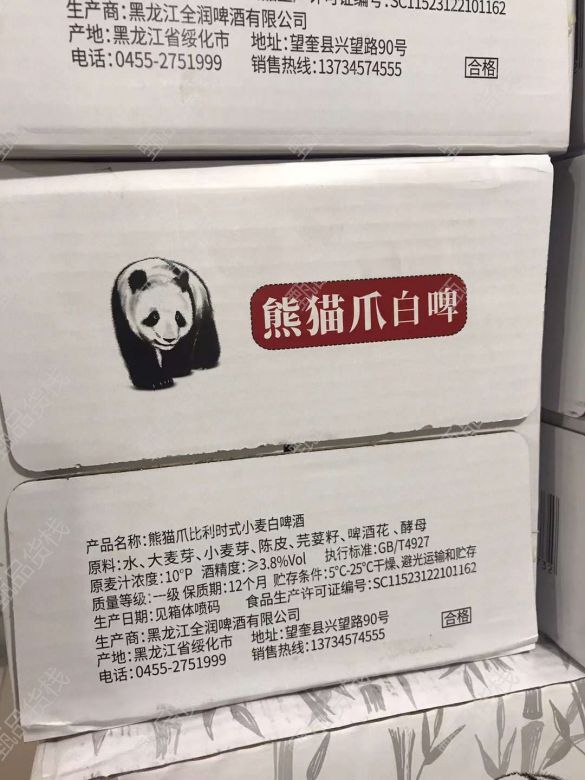 生产商:黑龙江全润啤酒有限公司
产地:黑龙江省绥化市 地址:望奎县兴望路90号
电话:0455-2751999 销售热线:13734574555 合格
SC11523122101162
熊猫爪白啤
产品名称:熊猫爪比利时式小麦白啤酒
原料:水、大麦芽、小麦芽、陈皮、芫荽籽、啤酒花、酵母
原麦汁浓度:10°P 酒精度:≥3.8%Vol 执行标准:GB/T4927
质量等级:一级 保质期:12个月 贮存条件:5℃-25℃干燥、避光运输和贮存
生产日期:见箱体喷码 食品生产许可证编号:SC11523122101162
生产商:黑龙江全润啤酒有限公司
产地:黑龙江省绥化市 地址:望奎县兴望路90号 合格
电话:0455-2751999 销售热线:13734574555
甄品货栈